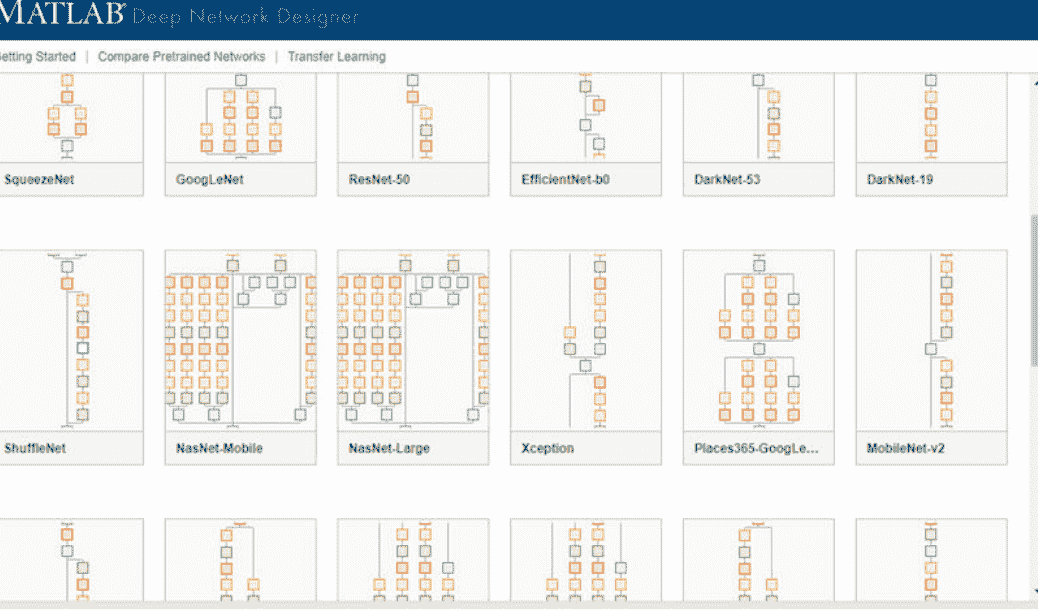 MATLAB® Deep Network Designer
Getting Started | Compare Pretrained Networks | Transfer Learning
SqueezeNet GoogLeNet ResNet-50 EfficientNet-b0 DarkNet-53 DarkNet-19
ShuffleNet NasNet-Mobile NasNet-Large Xception Places365-GoogLe... MobileNet-v2